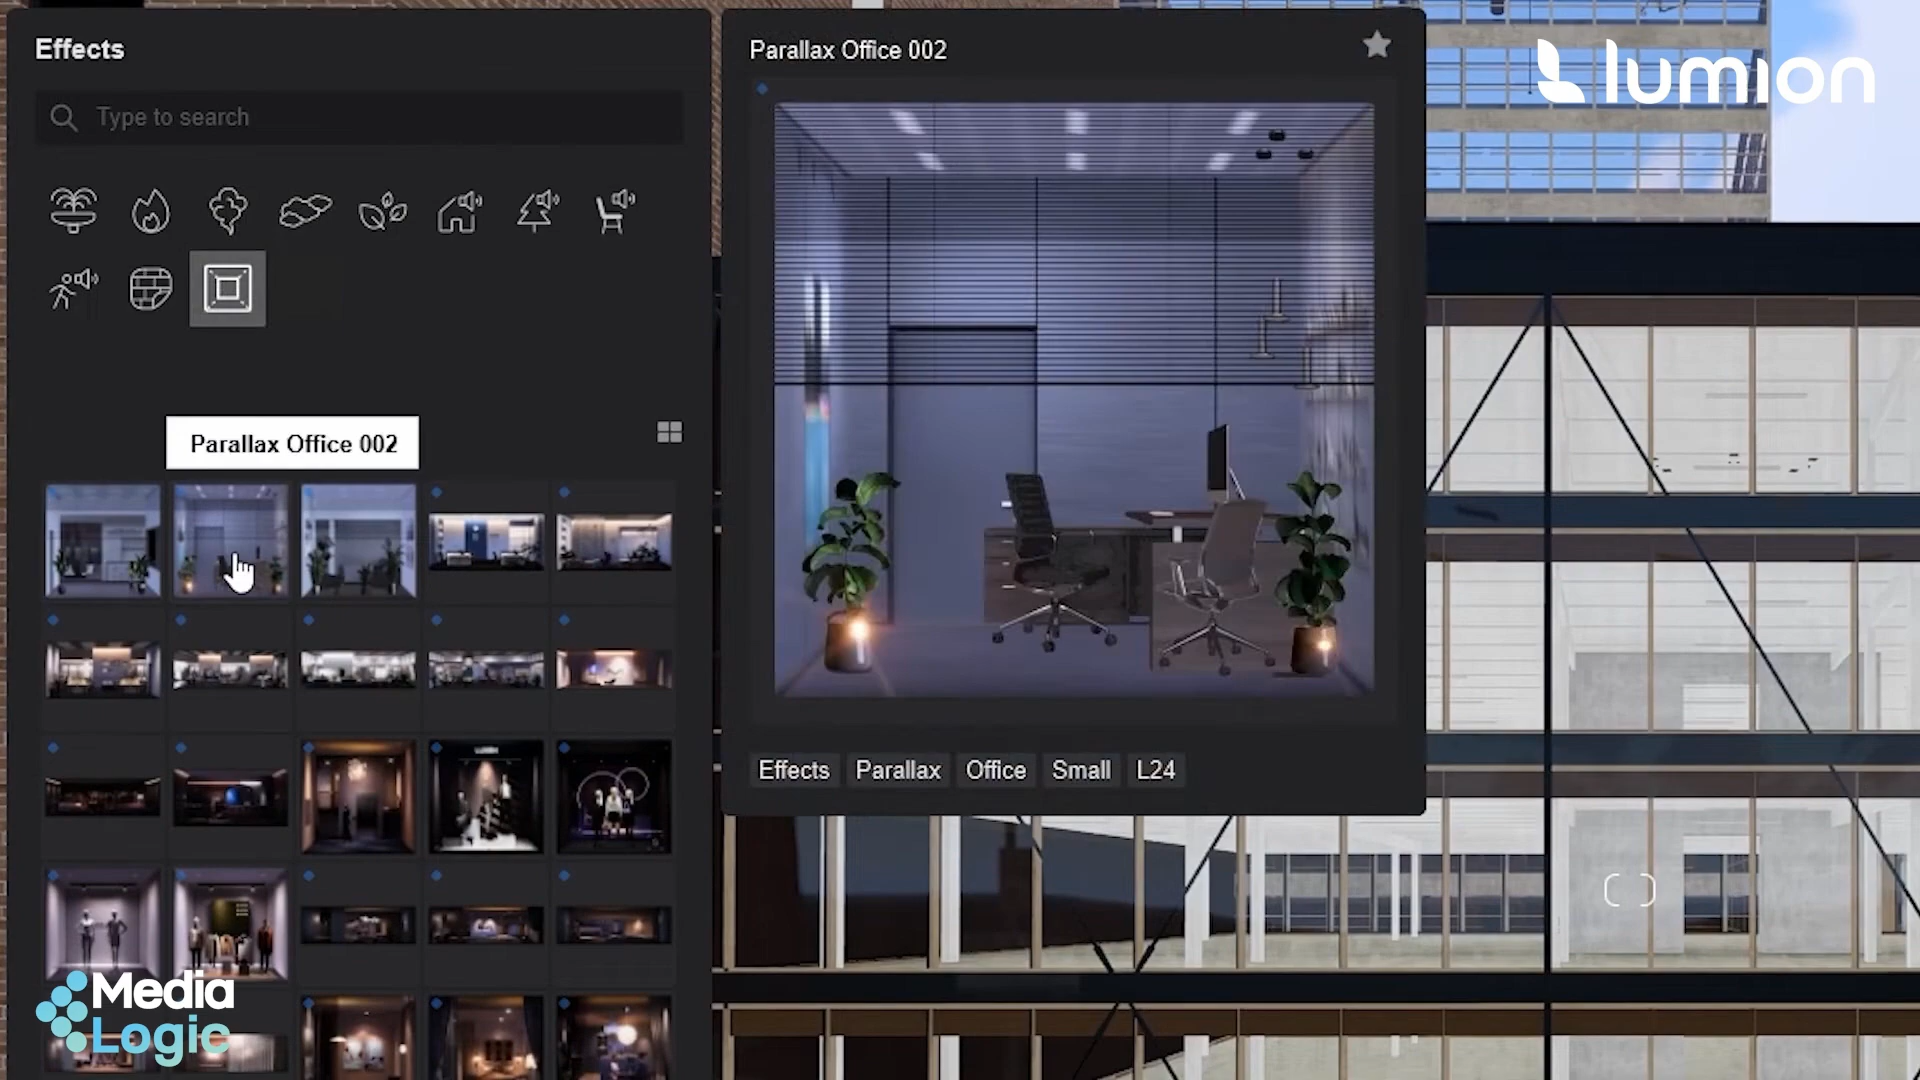 Effects
Type to search
Parallax Office 002
Parallax Office 002
Effects Parallax Office Small L24
lumion
Media
Logic